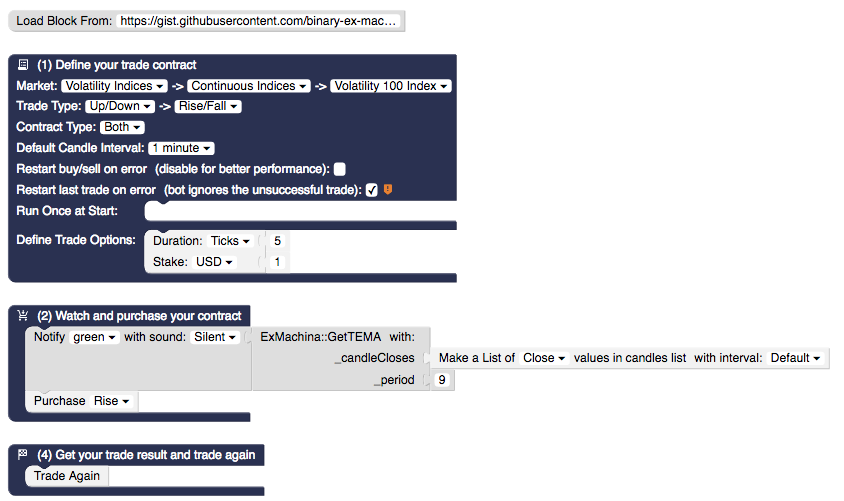 Load Block From: https://gist.githubusercontent.com/binary-ex-mac...
(1) Define your trade contract
Market: Volatility Indices -> Continuous Indices -> Volatility 100 Index
Trade Type: Up/Down -> Rise/Fall
Contract Type: Both
Default Candle Interval: 1 minute
Restart buy/sell on error (disable for better performance):
Restart last trade on error (bot ignores the unsuccessful trade):
Run Once at Start:
Define Trade Options: Duration: Ticks 5
Stake: USD 1
(2) Watch and purchase your contract
Notify green with sound: Silent ExMachina::GetTEMA with:
_candleCloses Make a List of Close values in candles list with interval: Default
_period 9
Purchase Rise
(4) Get your trade result and trade again
Trade Again